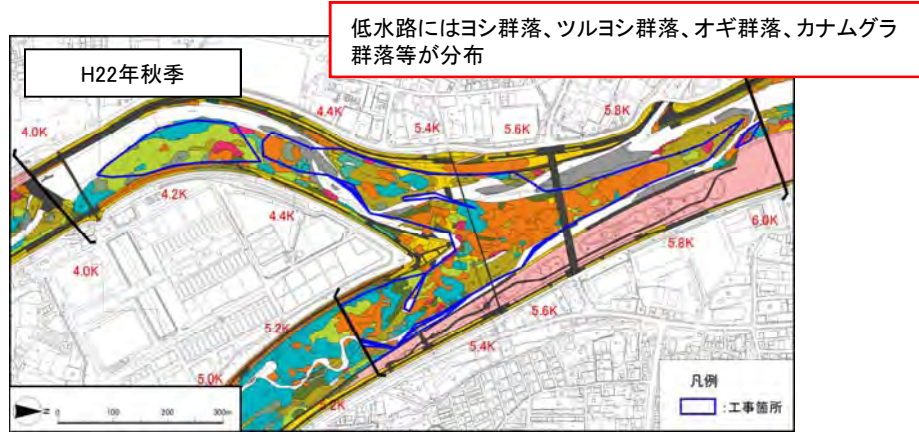 低水路にはヨシ群落、ツルヨシ群落、オギ群落、カナムグラ
群落等が分布
H22年秋季
4.0K
4.4K
5.4K
5.6K
5.8K
4.2K
4.4K
4.0K
6.0K
5.8K
5.6K
5.2K
5.4K
5.0K
5.2K
凡例
:工事箇所
N
0 100 200 300m